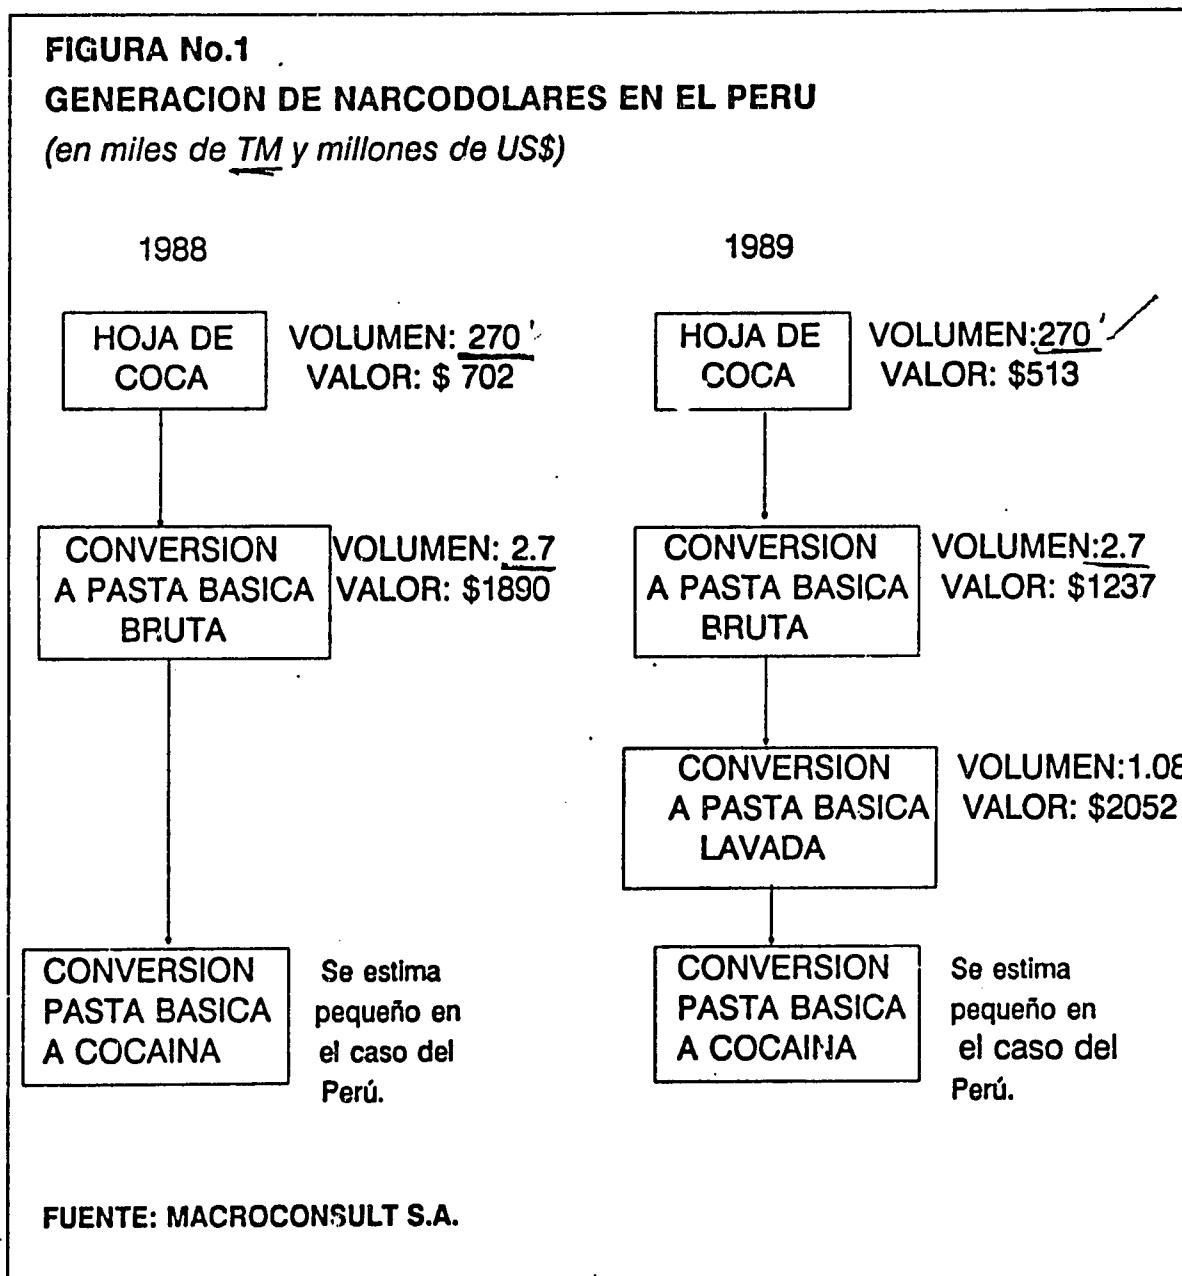 FIGURA No.1
GENERACION DE NARCODOLARES EN EL PERU
(en miles de TM y millones de US$)
1988
HOJA DE
COCA
VOLUMEN: 270
VALOR: $ 702
CONVERSION
A PASTA BASICA
BRUTA
VOLUMEN: 2.7
VALOR: $1890
CONVERSION
PASTA BASICA
A COCAINA
Se estima
pequeño en
el caso del
Perú.
1989
HOJA DE
COCA
VOLUMEN:270
VALOR: $513
CONVERSION
A PASTA BASICA
BRUTA
VOLUMEN:2.7
VALOR: $1237
CONVERSION
A PASTA BASICA
LAVADA
VOLUMEN:1.08
VALOR: $2052
CONVERSION
PASTA BASICA
A COCAINA
Se estima
pequeño en
el caso del
Perú.
FUENTE: MACROCONSULT S.A.